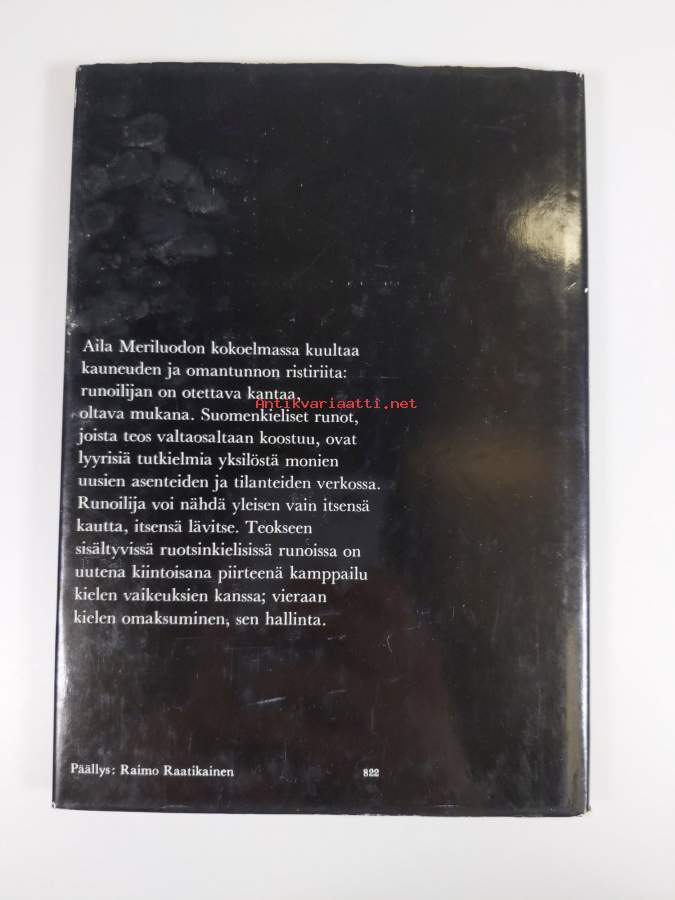 Aila Meriluodon kokoelmassa kuultaa
kauneuden ja omantunnon ristiriita:
runoilijan on otettava kantaa,
Antikvariaatti.net
oltava mukana. Suomenkieliset runot,
joista teos valtaosaltaan koostuu, ovat
lyyrisiä tutkielmia yksilöstä monien
uusien asenteiden ja tilanteiden verkossa.
Runoilija voi nähdä yleisen vain itsensä
kautta, itsensä lävitse. Teokseen
sisältyvissä ruotsinkielisissä runoissa on
uutena kiintoisana piirteenä kamppailu
kielen vaikeuksien kanssa; vieraan
kielen omaksuminen, sen hallinta.
Päällys: Raimo Raatikainen 822